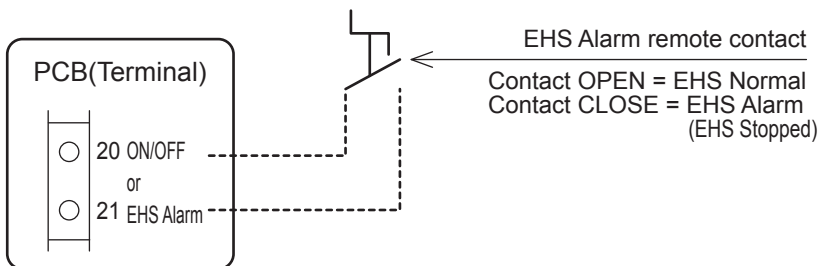 EHS Alarm remote contact
PCB(Terminal)
Contact OPEN = EHS Normal
Contact CLOSE = EHS Alarm
(EHS Stopped)
20 ON/OFF
or
21 EHS Alarm